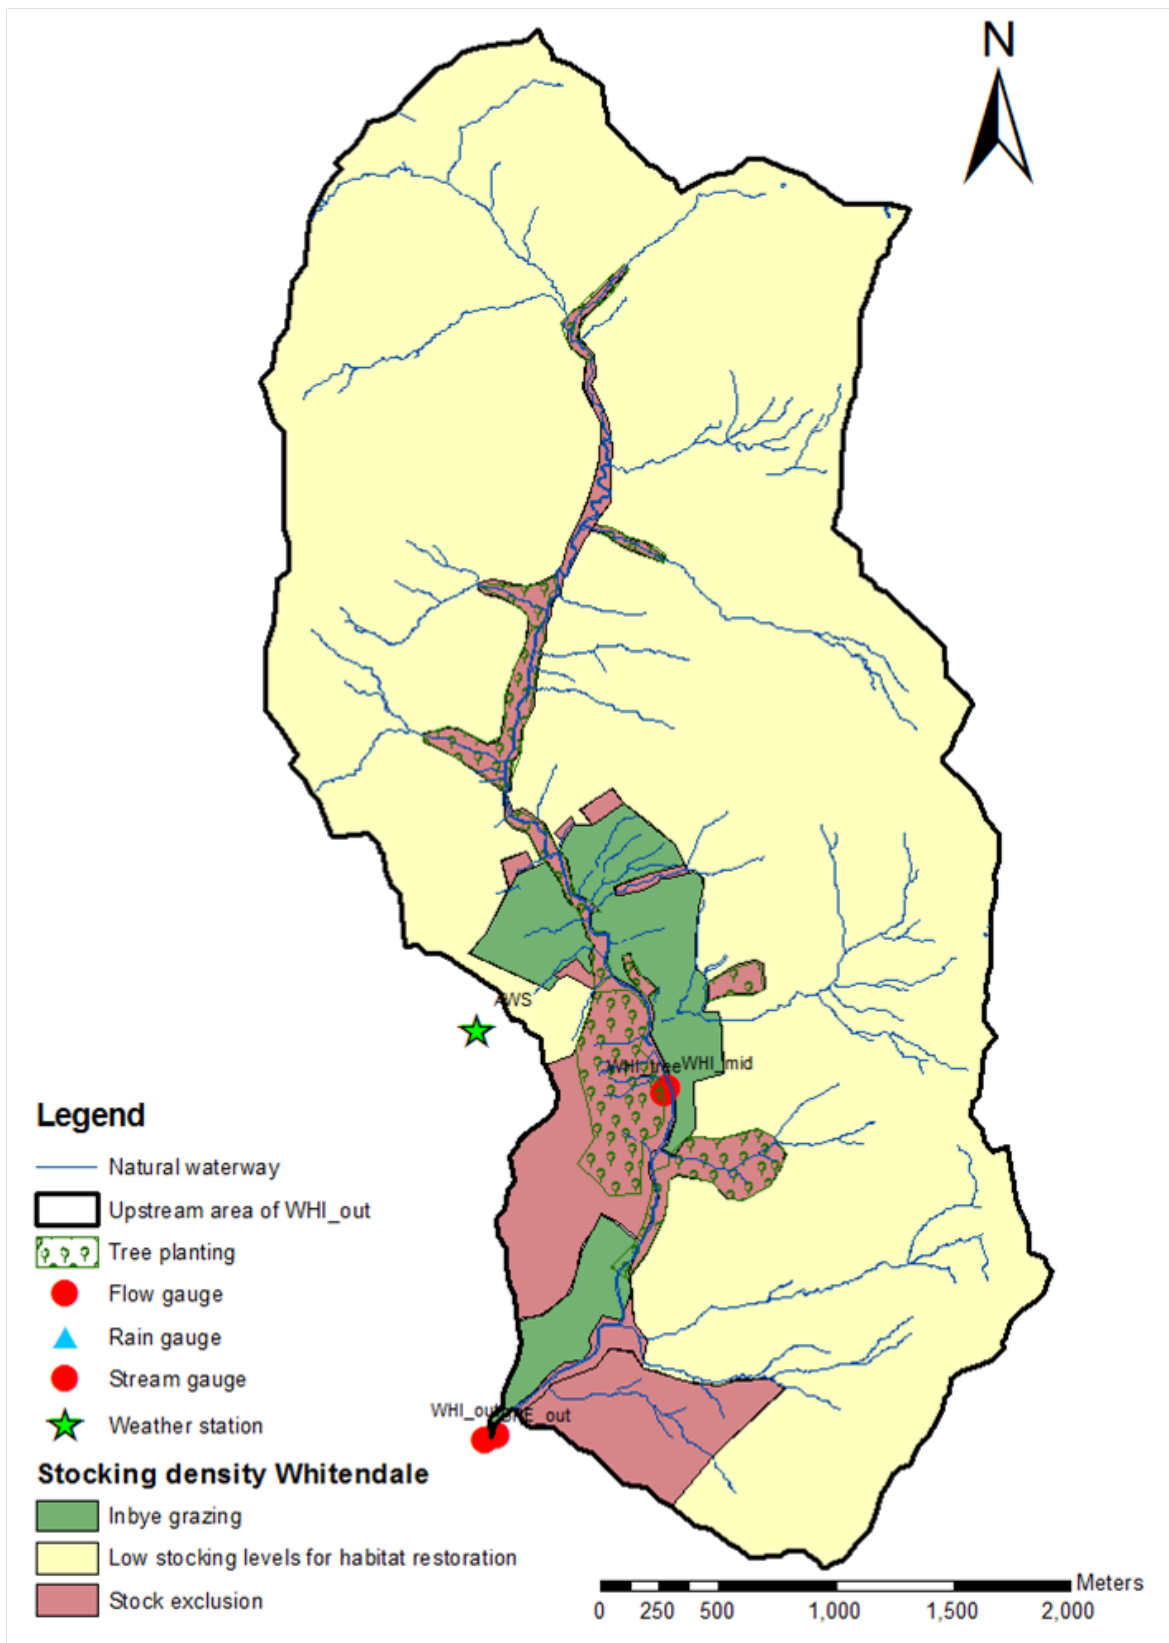 N
AWS
WHI_tree
WHI_mid
Legend
Natural waterway
Upstream area of WHI_out
Tree planting
Flow gauge
Rain gauge
Stream gauge
Weather station
WHI_out
_out
Stocking density Whitendale
Inbye grazing
Low stocking levels for habitat restoration
Stock exclusion
Meters
0 250 500 1,000 1,500 2,000